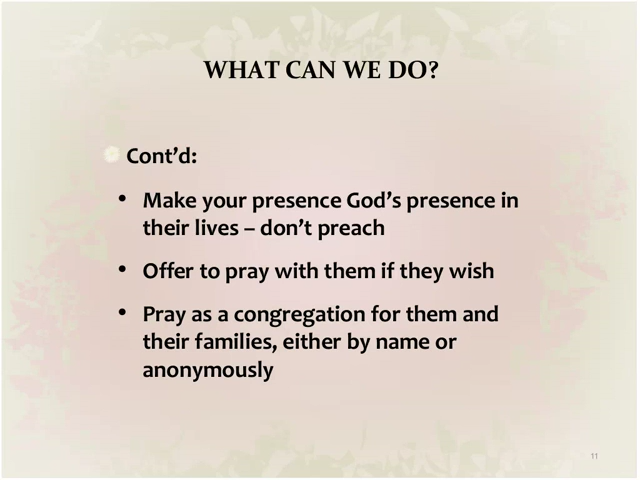 WHAT CAN WE DO?
Cont’d:
• Make your presence God’s presence in
their lives – don’t preach
• Offer to pray with them if they wish
• Pray as a congregation for them and
their families, either by name or
anonymously
11